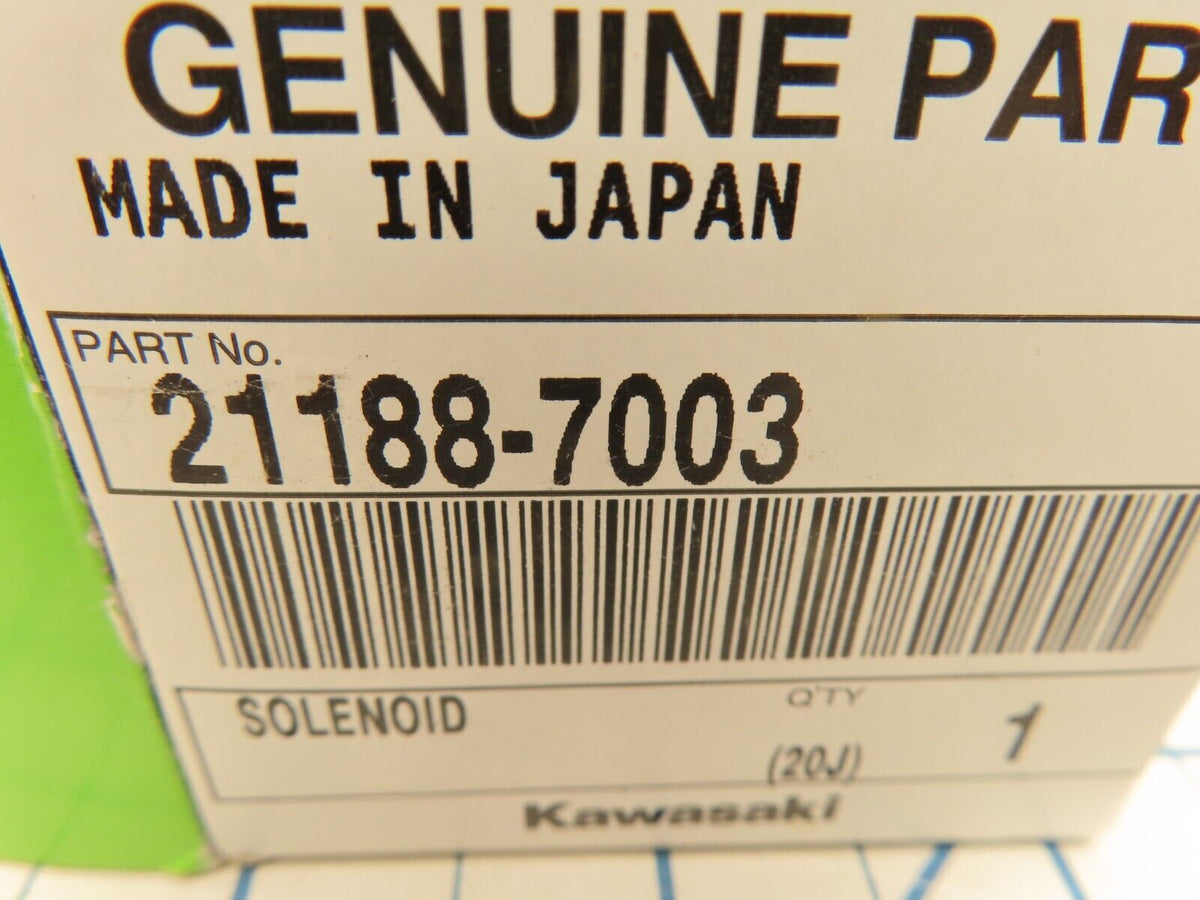 GENUINE PAR
MADE IN JAPAN
PART No.
21188-7003
SOLENOID
Q'TY
1
(20J)
Kawasaki